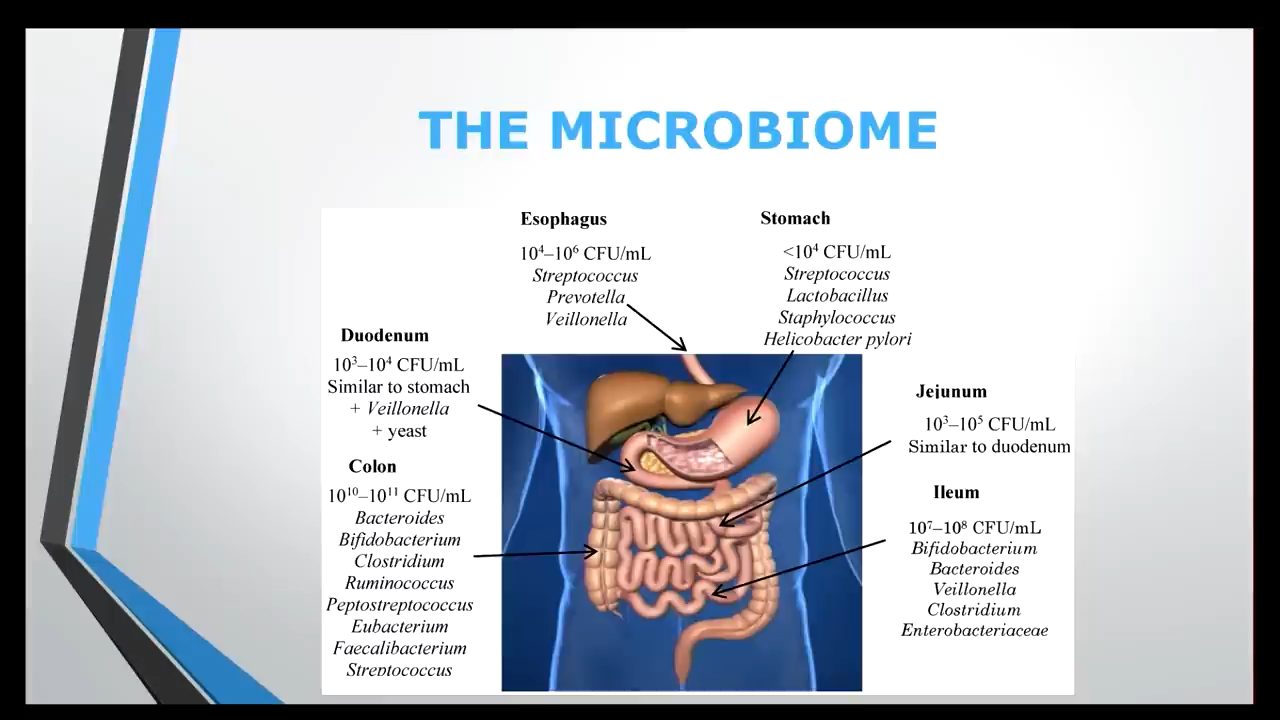 THE MICROBIOME
Esophagus
10⁴–10⁶ CFU/mL
Streptococcus
Prevotella
Veillonella
Stomach
<10⁴ CFU/mL
Streptococcus
Lactobacillus
Staphylococcus
Helicobacter pylori
Duodenum
10³–10⁴ CFU/mL
Similar to stomach
+ Veillonella
+ yeast
Colon
10¹⁰–10¹¹ CFU/mL
Bacteroides
Bifidobacterium
Clostridium
Ruminococcus
Peptostreptococcus
Eubacterium
Faecalibacterium
Streptococcus
Jejunum
10³–10⁵ CFU/mL
Similar to duodenum
Ileum
10⁷–10⁸ CFU/mL
Bifidobacterium
Bacteroides
Veillonella
Clostridium
Enterobacteriaceae